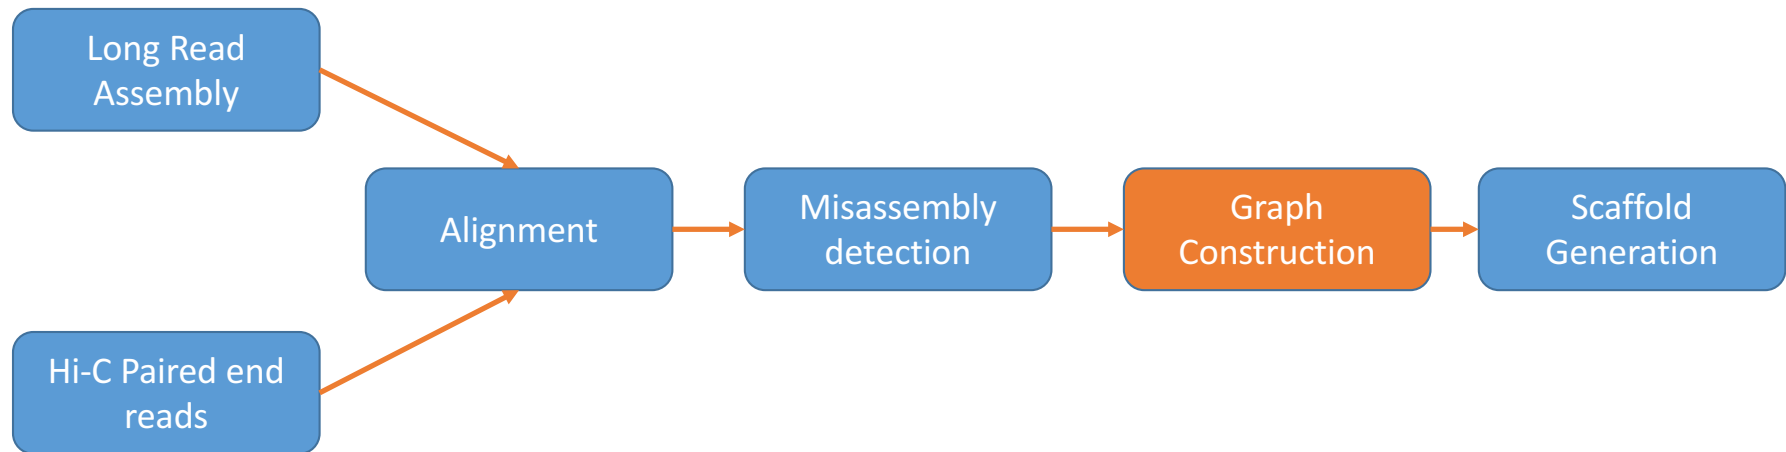 Long Read
Assembly
Hi-C Paired end
reads
Alignment
Misassembly
detection
Graph
Construction
Scaffold
Generation